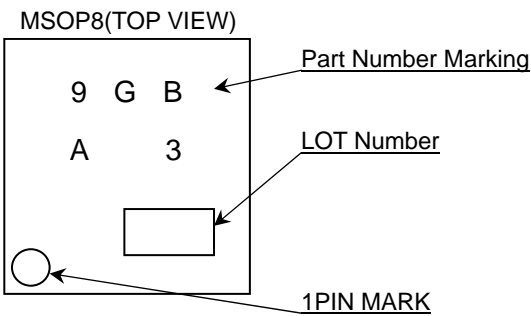 MSOP8(TOP VIEW)
Part Number Marking
9 G B
LOT Number
A 3
1PIN MARK